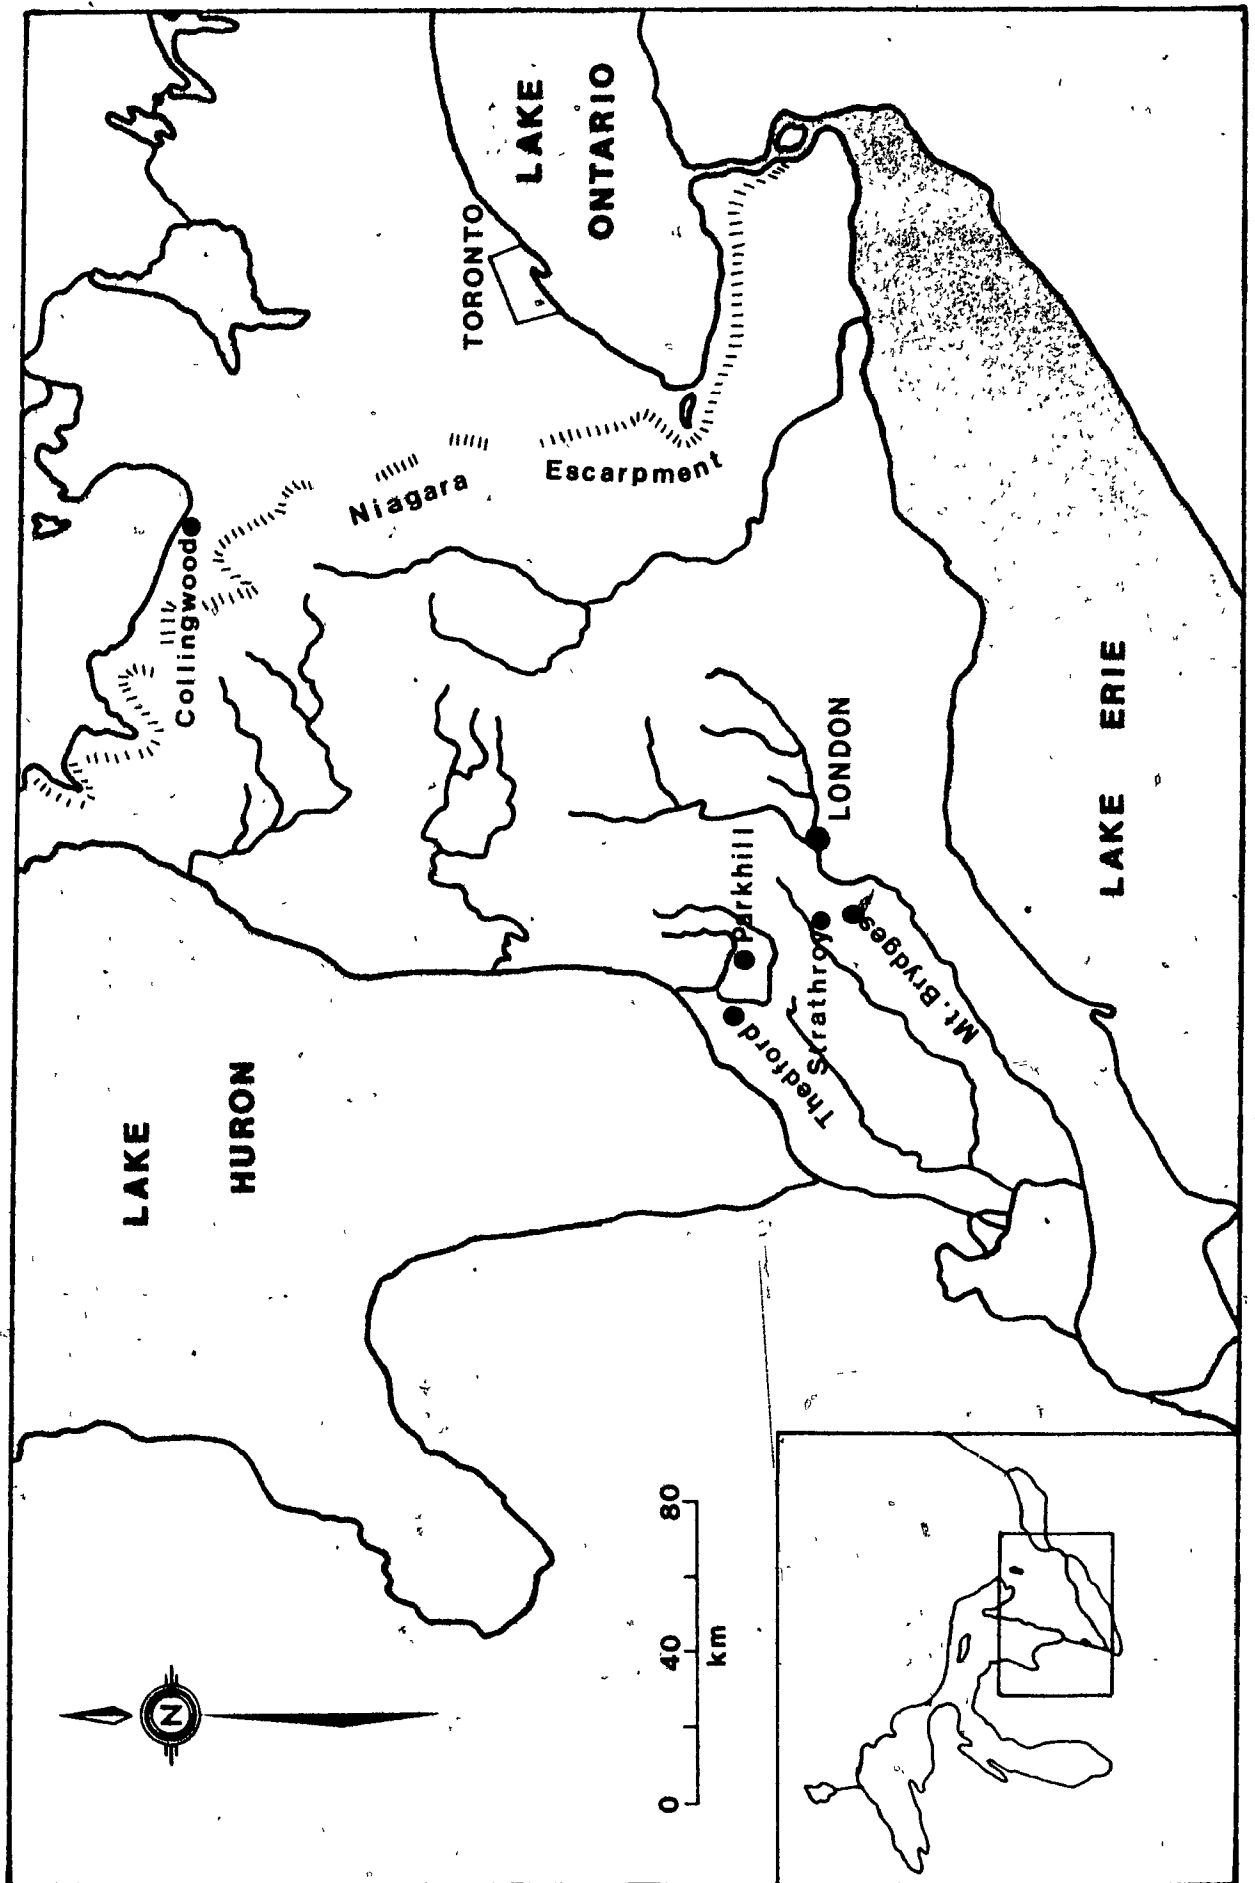 LAKE
HURON
LAKE
ONTARIO
TORONTO
Niagara
Escarpment
Collingwood
LONDON
Parkhill
Strathroy
Mt. Brydges
Thedford
LAKE ERIE
N
0 40 80
km